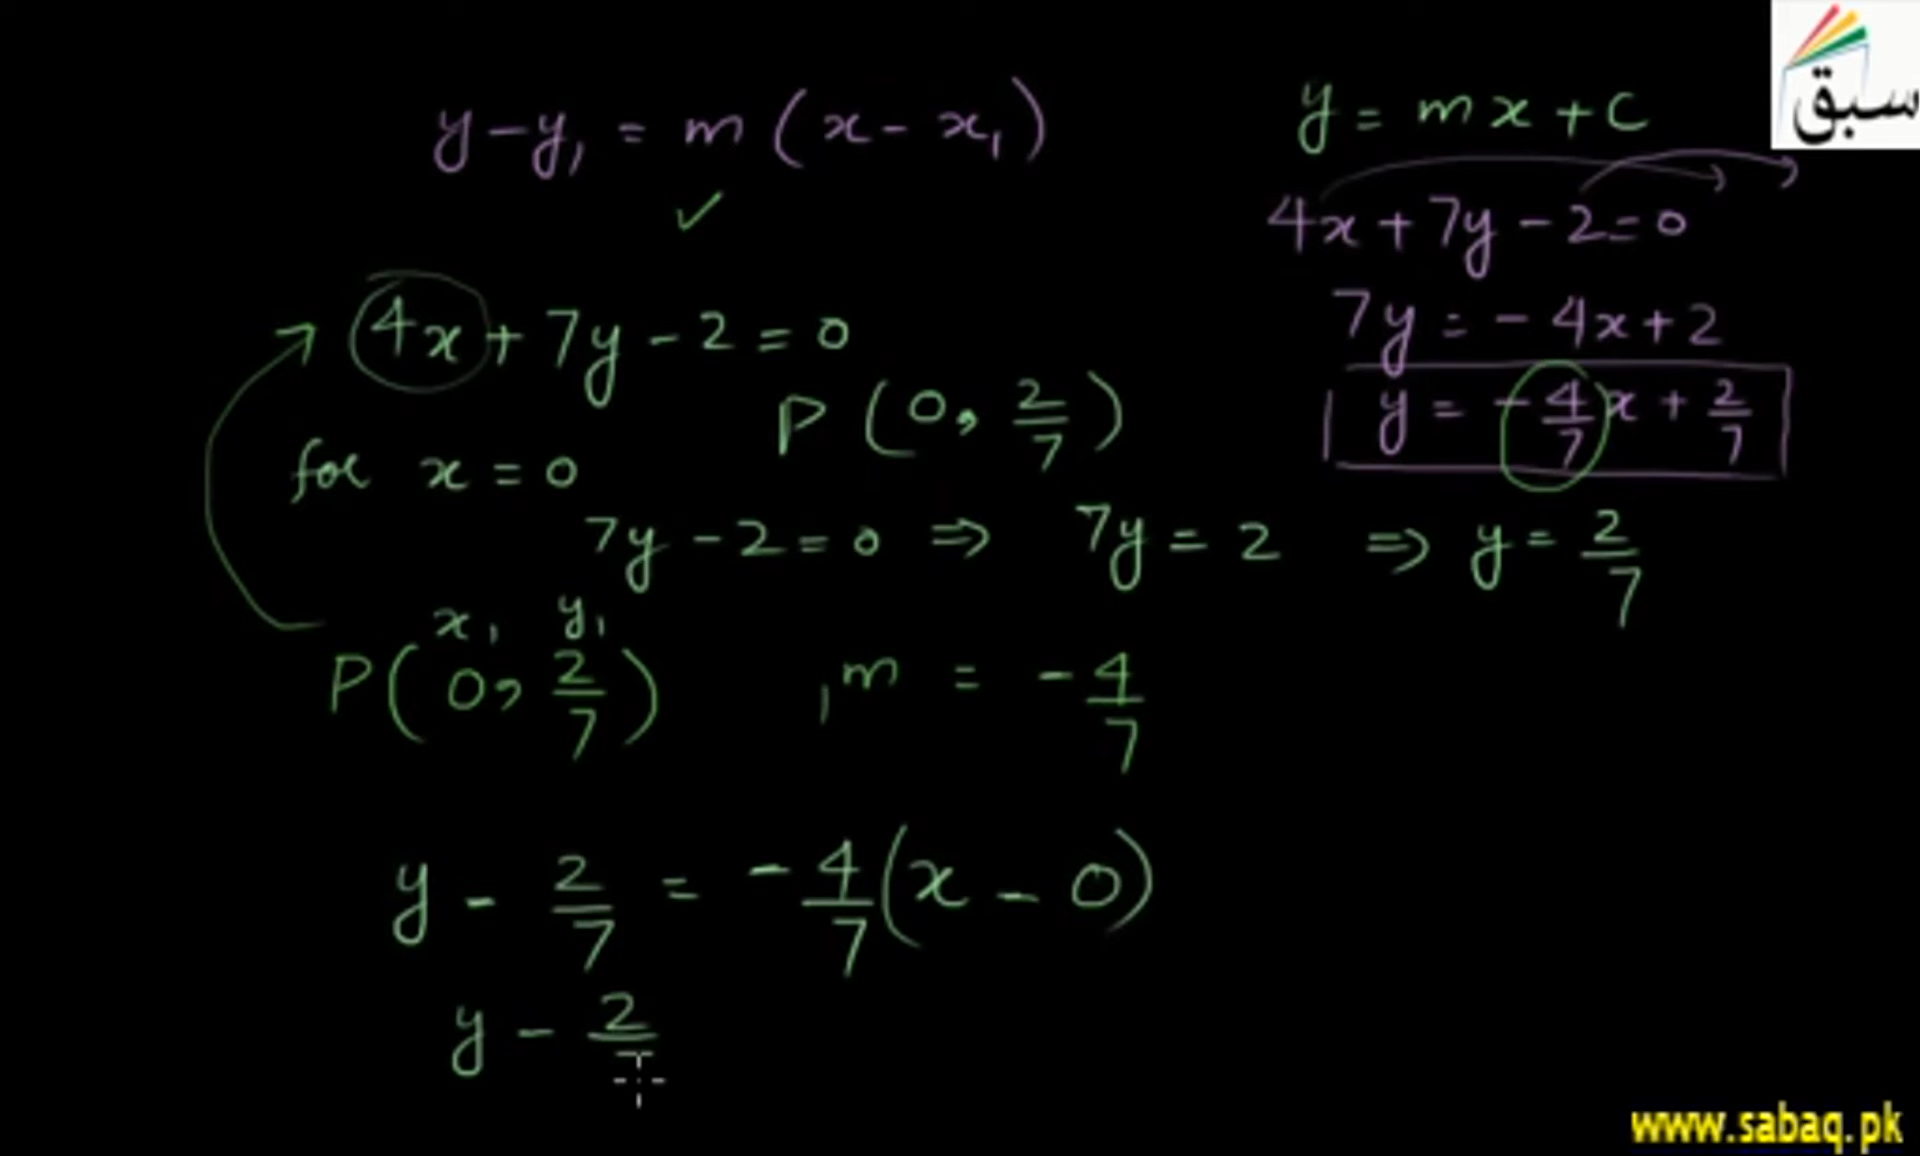 y - y₁ = m (x - x₁)
✓
y = mx + c
سبق
4x + 7y - 2 = 0
7y = - 4x + 2
y = - 4/7 x + 2/7
4x + 7y - 2 = 0
P (0, 2/7)
for x = 0
7y - 2 = 0 ⇒ 7y = 2 ⇒ y = 2/7
x₁ y₁
P(0, 2/7) , m = - 4/7
y - 2/7 = - 4/7 (x - 0)
y - 2/
www.sabaq.pk